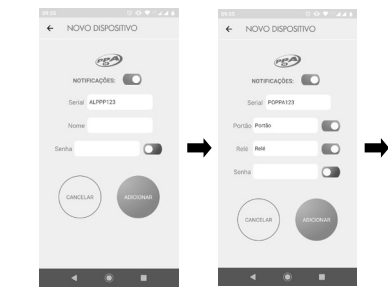 NOVO DISPOSITIVO
PPA
NOTIFICAÇÕES:
Serial ALPPP123
Nome
Senha
CANCELAR ADICIONAR
NOVO DISPOSITIVO
PPA
NOTIFICAÇÕES:
Serial POPPA123
Portão Portão
Relé Relé
Senha
CANCELAR ADICIONAR